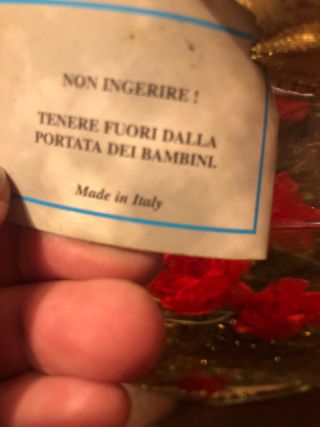 NON INGERIRE !
TENERE FUORI DALLA
PORTATA DEI BAMBINI.
Made in Italy